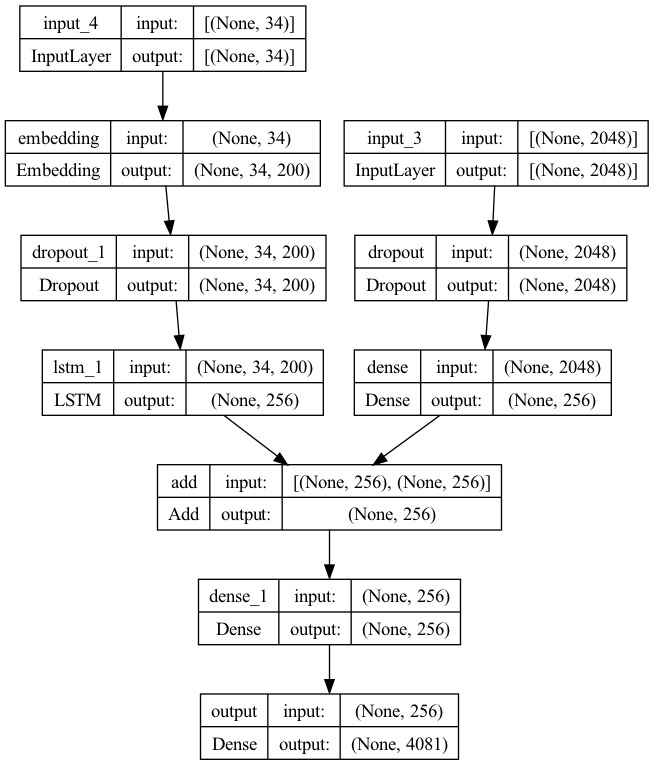 input_4 input: [(None, 34)]
InputLayer output: [(None, 34)]
embedding input: (None, 34)
Embedding output: (None, 34, 200)
input_3 input: [(None, 2048)]
InputLayer output: [(None, 2048)]
dropout_1 input: (None, 34, 200)
Dropout output: (None, 34, 200)
dropout input: (None, 2048)
Dropout output: (None, 2048)
lstm_1 input: (None, 34, 200)
LSTM output: (None, 256)
dense input: (None, 2048)
Dense output: (None, 256)
add input: [(None, 256), (None, 256)]
Add output: (None, 256)
dense_1 input: (None, 256)
Dense output: (None, 256)
output input: (None, 256)
Dense output: (None, 4081)